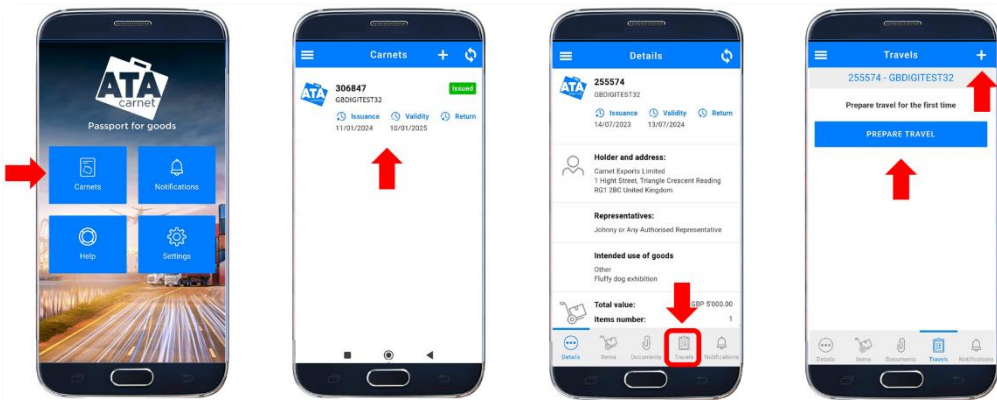 ATA
carnet
Passport for goods
Carnets
Notifications
Help
Settings
Carnets
ATA
306847
Issued
GBDIGITEST32
Issuance Validity Return
11/01/2024 10/01/2025
Details
ATA
255574
GBDIGITEST32
Issuance Validity Return
14/07/2023 13/07/2024
Holder and address:
Carnet Exports Limited
1 Hight Street, Triangle Crescent Reading
RG1 2BC United Kingdom
Representatives:
Johnny or Any Authorised Representative
Intended use of goods
Other
Fluffy dog exhibition
Total value: GBP 5'000.00
Items number: 1
Details Items Documents Travels Notifications
Travels
255574 - GBDIGITEST32
Prepare travel for the first time
PREPARE TRAVEL
Details Items Documents Travels Notifications